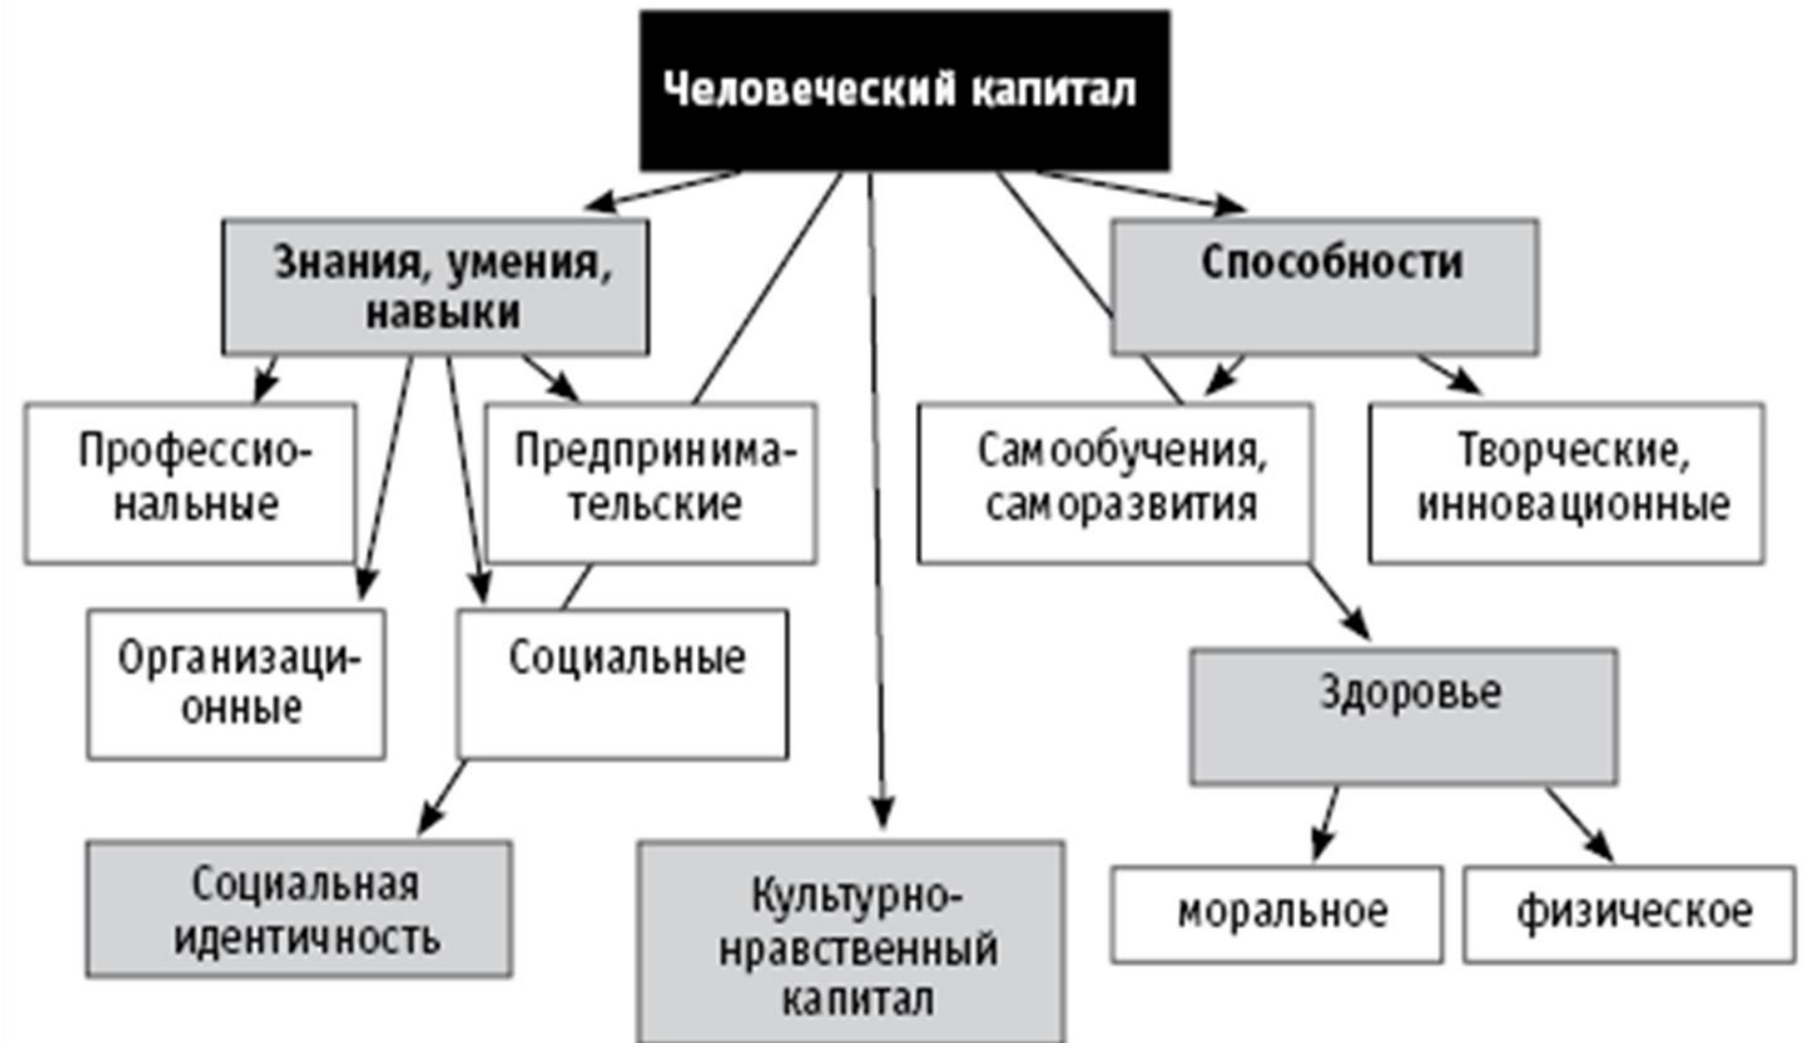 Человеческий капитал
Знания, умения,
навыки
Способности
Профессио-
нальные
Предпринима-
тельские
Самообучения,
саморазвития
Творческие,
инновационные
Организаци-
онные
Социальные
Здоровье
Социальная
идентичность
Культурно-
нравственный
капитал
моральное
физическое